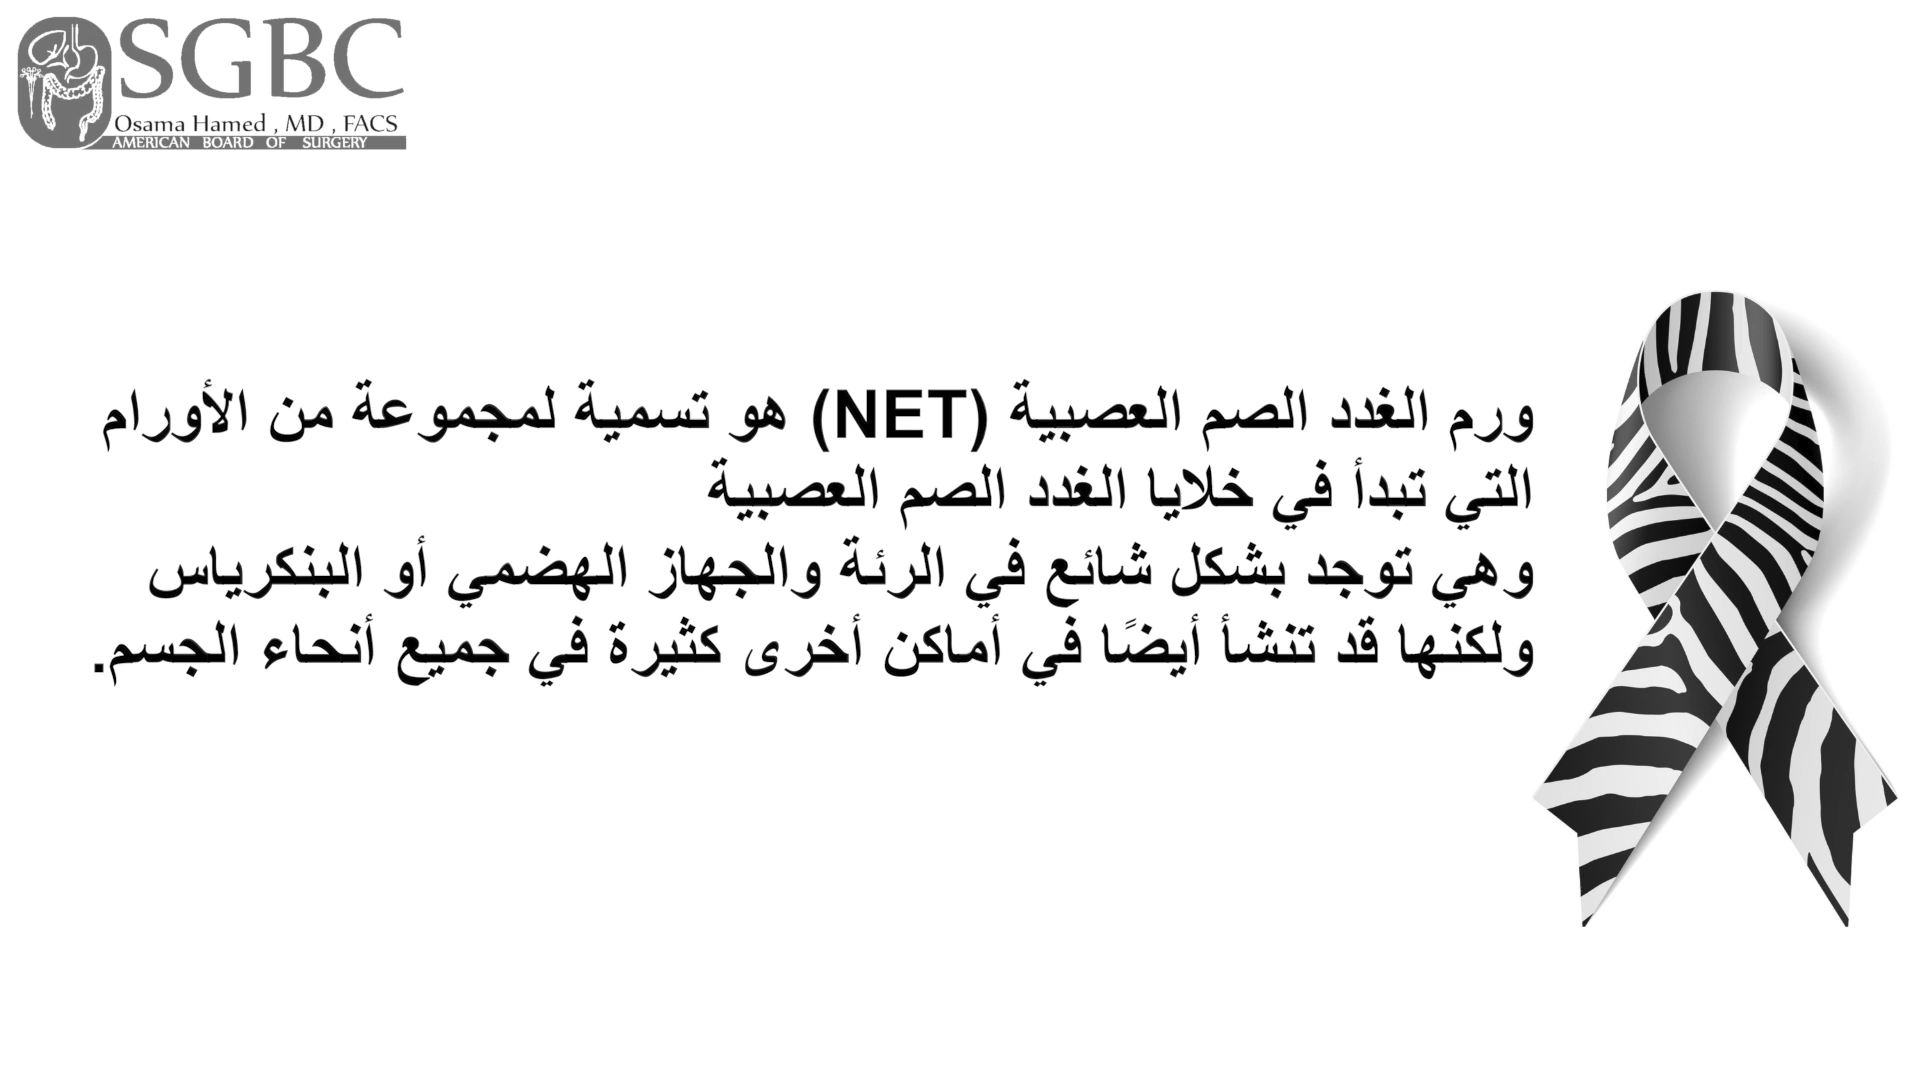 SGBC
Osama Hamed , MD , FACS
AMERICAN BOARD OF SURGERY
ورم الغدد الصم العصبية (NET) هو تسمية لمجموعة من الأورام
التي تبدأ في خلايا الغدد الصم العصبية
وهي توجد بشكل شائع في الرئة والجهاز الهضمي أو البنكرياس
ولكنها قد تنشأ أيضًا في أماكن أخرى كثيرة في جميع أنحاء الجسم.